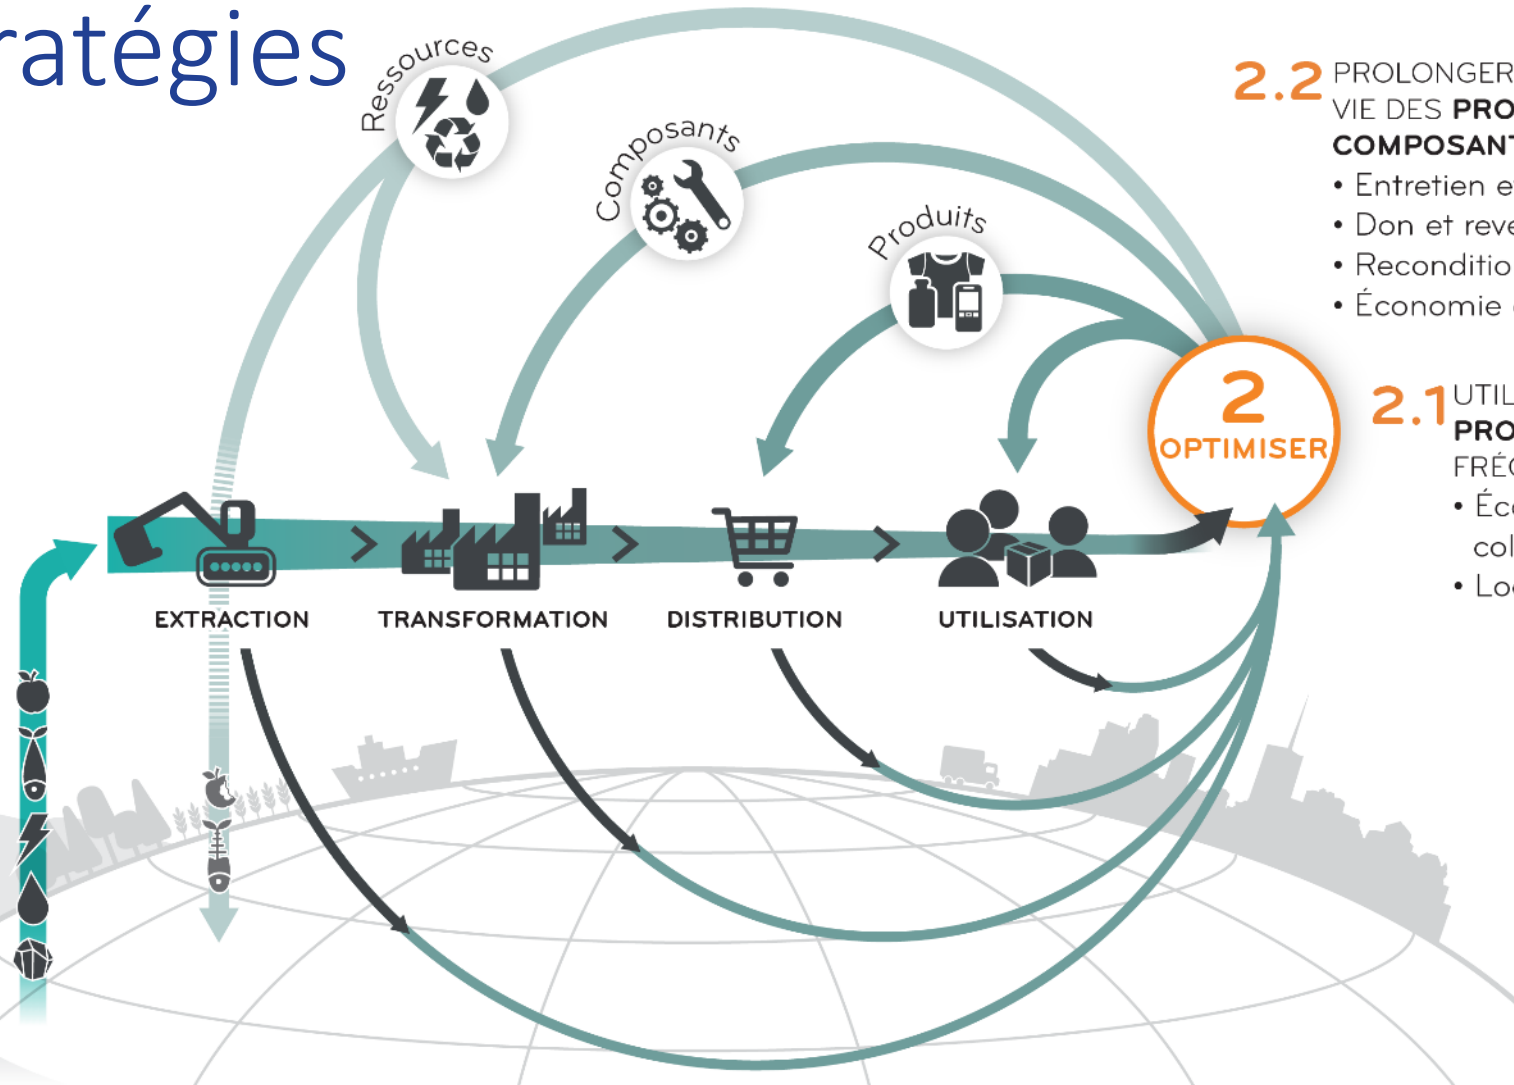 ratégies
Ressources
Composants
Produits
2.2 PROLONGER
VIE DES PRO
COMPOSANT
• Entretien e
• Don et reve
• Reconditio
• Économie
2
OPTIMISER
2.1 UTIL
PRO
FRÉ
• Éco
col
• Lo
EXTRACTION
TRANSFORMATION
DISTRIBUTION
UTILISATION